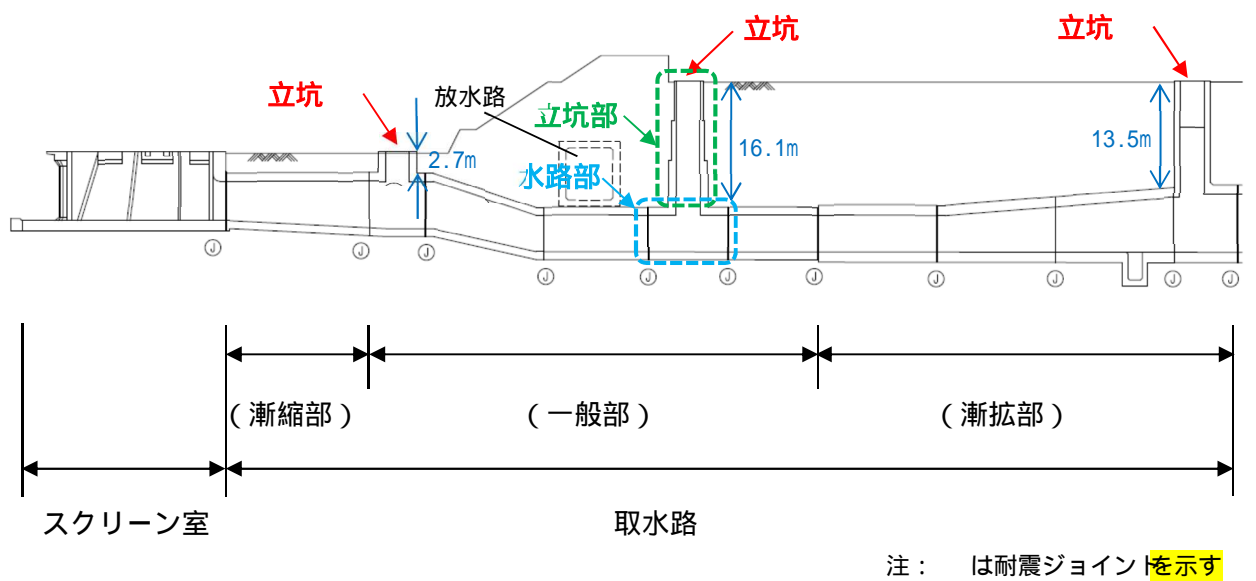 立坑
立坑
立坑
放水路
立坑部
水路部
2.7m
16.1m
13.5m
J J J J J J J J J J J
(漸縮部)
(一般部)
(漸拡部)
スクリーン室
取水路
注: は耐震ジョイントを示す